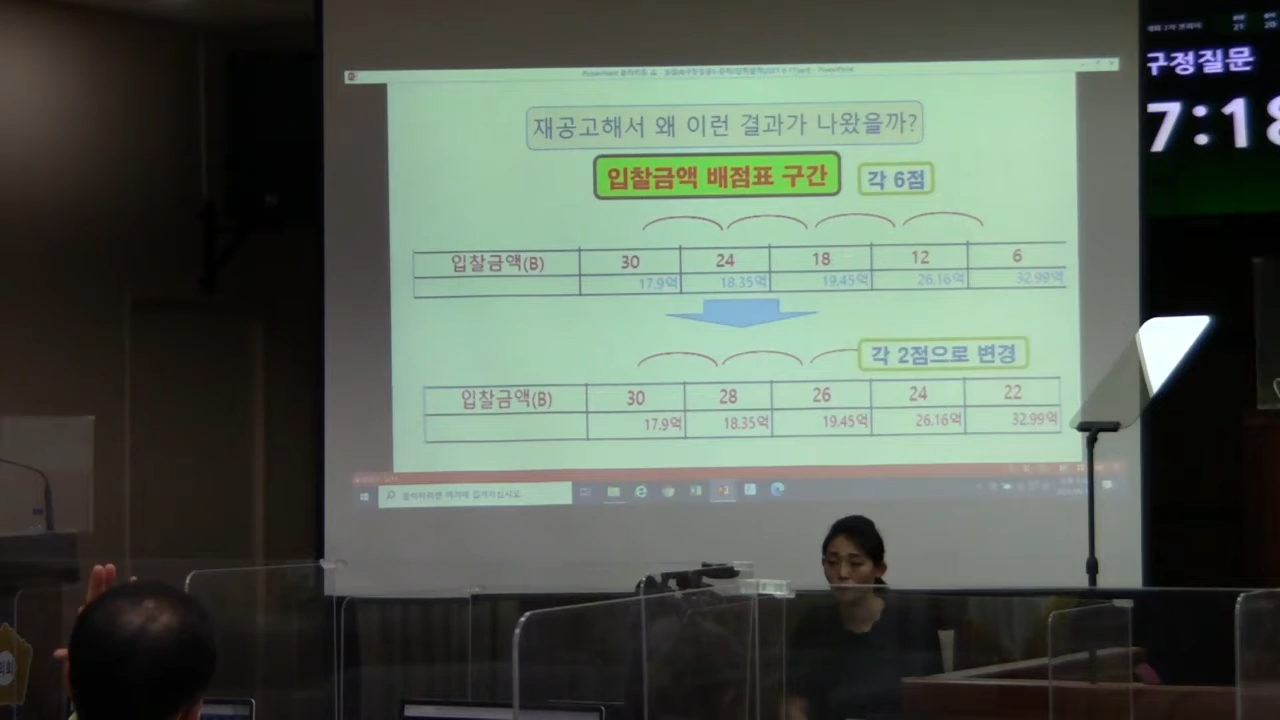 구정질문
7:18
재공고해서 왜 이런 결과가 나왔을까?
입찰금액 배점표 구간
각 6점
입찰금액(B) 30 24 18 12 6
17.9억 18.35억 19.45억 26.16억 32.99억
각 2점으로 변경
입찰금액(B) 30 28 26 24 22
17.9억 18.35억 19.45억 26.16억 32.99억